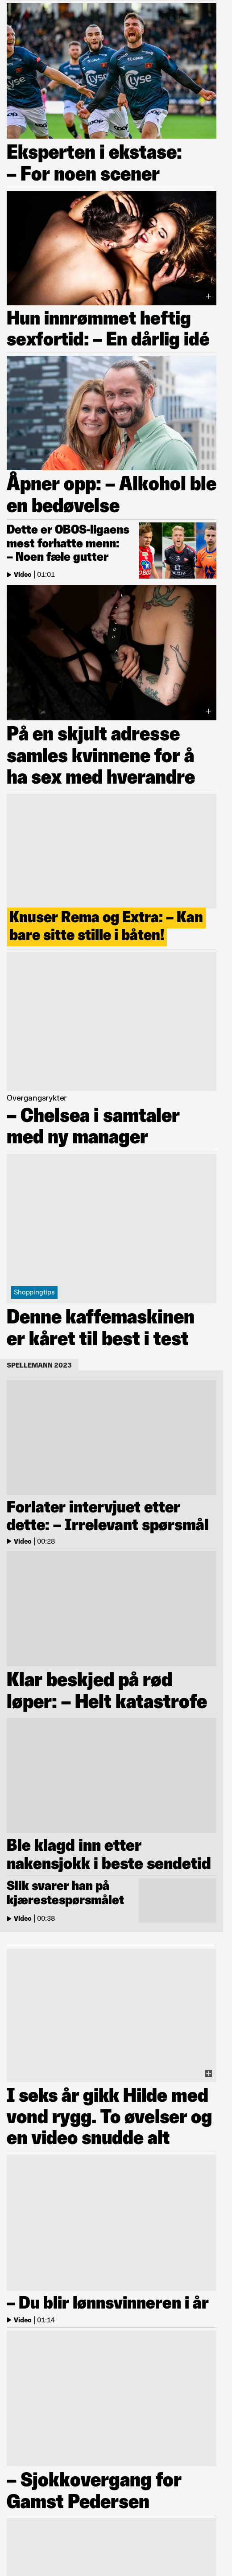 Eksperten i ekstase:
– For noen scener
Hun innrømmet heftig
sexfortid: – En dårlig idé
Åpner opp: – Alkohol ble
en bedøvelse
Dette er OBOS-ligaens
mest forhatte menn:
– Noen fæle gutter
Video | 01:01
På en skjult adresse
samles kvinnene for å
ha sex med hverandre
Knuser Rema og Extra: – Kan
bare sitte stille i båten!
Overgangsrykter
– Chelsea i samtaler
med ny manager
Shoppingtips
Denne kaffemaskinen
er kåret til best i test
SPELLEMANN 2023
Forlater intervjuet etter
dette: – Irrelevant spørsmål
Video | 00:28
Klar beskjed på rød
løper: – Helt katastrofe
Ble klagd inn etter
nakensjokk i beste sendetid
Slik svarer han på
kjærestespørsmålet
Video | 00:38
I seks år gikk Hilde med
vond rygg. To øvelser og
en video snudde alt
– Du blir lønnsvinneren i år
Video | 01:14
– Sjokkovergang for
Gamst Pedersen